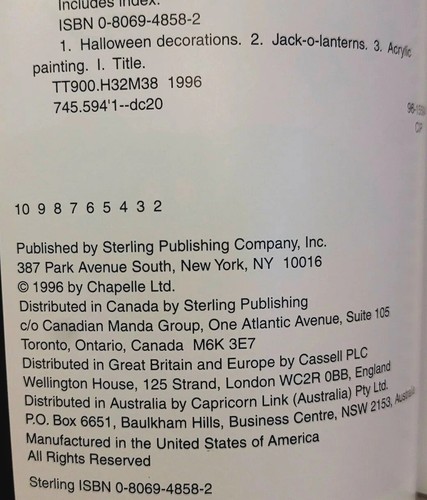 Includes index.
ISBN 0-8069-4858-2
1. Halloween decorations. 2. Jack-o-lanterns. 3. Acrylic
painting. I. Title.
TT900.H32M38 1996
745.594'1--dc20
CP
10 9 8 7 6 5 4 3 2
Published by Sterling Publishing Company, Inc.
387 Park Avenue South, New York, NY 10016
© 1996 by Chapelle Ltd.
Distributed in Canada by Sterling Publishing
c/o Canadian Manda Group, One Atlantic Avenue, Suite 105
Toronto, Ontario, Canada M6K 3E7
Distributed in Great Britain and Europe by Cassell PLC
Wellington House, 125 Strand, London WC2R 0BB, England
Distributed in Australia by Capricorn Link (Australia) Pty Ltd.
P.O. Box 6651, Baulkham Hills, Business Centre, NSW 2153, Australia
Manufactured in the United States of America
All Rights Reserved
Sterling ISBN 0-8069-4858-2